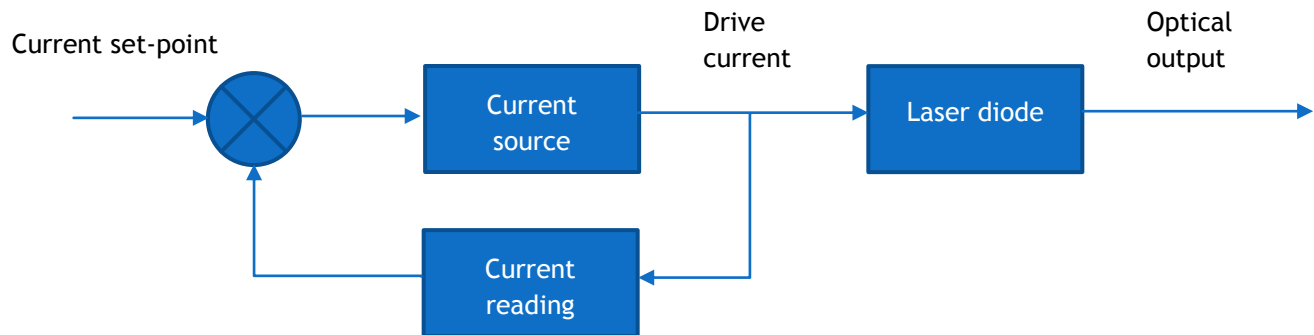 Current set-point
Drive
current
Optical
output
Current
source
Laser diode
Current
reading